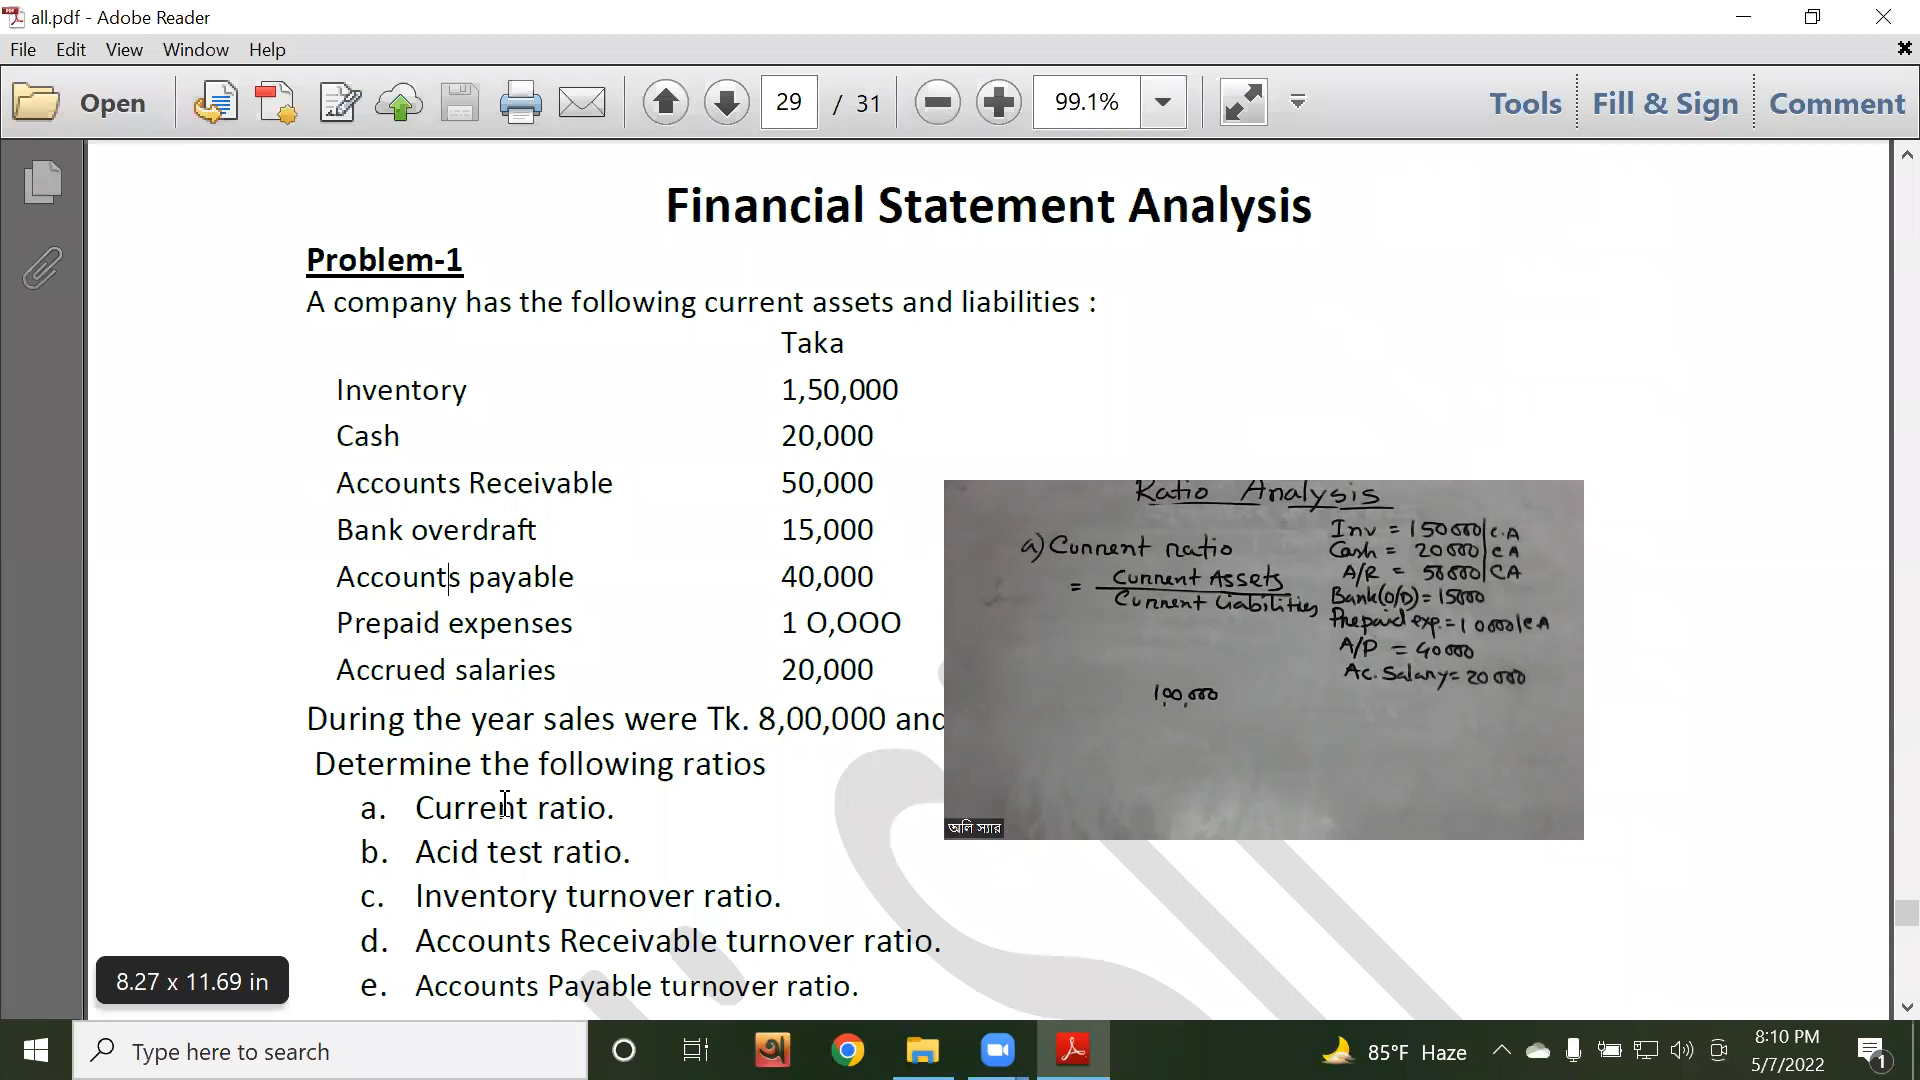 all.pdf - Adobe Reader
File Edit View Window Help
Open 29 / 31 99.1% Tools Fill & Sign Comment
Financial Statement Analysis
Problem-1
A company has the following current assets and liabilities :
Taka
Inventory 1,50,000
Cash 20,000
Accounts Receivable 50,000
Bank overdraft 15,000
Accounts payable 40,000
Prepaid expenses 1 O,OOO
Accrued salaries 20,000
During the year sales were Tk. 8,00,000 and
Determine the following ratios
a. Current ratio.
b. Acid test ratio.
c. Inventory turnover ratio.
d. Accounts Receivable turnover ratio.
e. Accounts Payable turnover ratio.
Ratio Analysis
a) Current ratio
= Current Assets
Current Liabilities
Inv = 150000 C.A
Cash = 20000 CA
A/R = 50000 CA
Bank(O/D) = 15000
Prepaid exp. = 10000 CA
A/P = 40000
Ac. Salary = 20000
1,00,000
অলি স্যার
8.27 x 11.69 in
Type here to search
85°F Haze
8:10 PM
5/7/2022
1